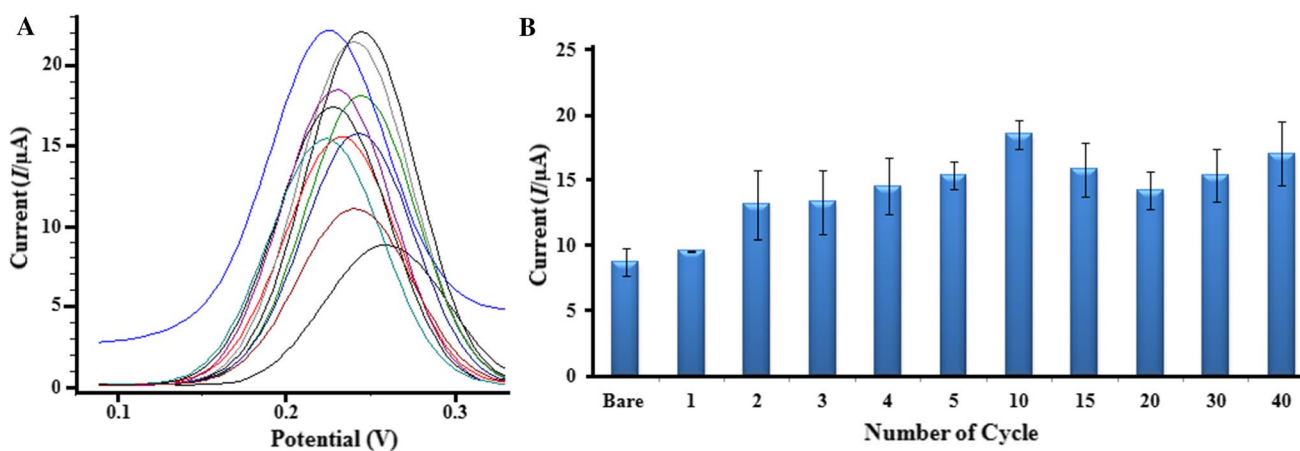 A
Current (I/µA)
20
15
10
5
0
0.1 0.2 0.3
Potential (V)
B
Current (I/µA)
25
20
15
10
5
0
Bare 1 2 3 4 5 10 15 20 30 40
Number of Cycle